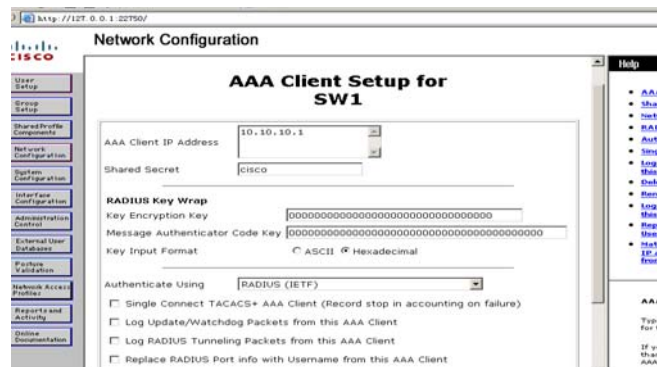 http://127.0.0.1:22750/
CISCO
Network Configuration
User
Setup
Group
Setup
Shared Profile
Components
Network
Configuration
System
Configuration
Interface
Configuration
Administration
Control
External User
Databases
Posture
Validation
Network Access
Profiles
Reports and
Activity
Online
Documentation
AAA Client Setup for
SW1
AAA Client IP Address
10.10.10.1
Shared Secret
cisco
RADIUS Key Wrap
Key Encryption Key
00000000000000000000000000000000
Message Authenticator Code Key
0000000000000000000000000000000000000000
Key Input Format
ASCII
Hexadecimal
Authenticate Using
RADIUS (IETF)
Single Connect TACACS+ AAA Client (Record stop in accounting on failure)
Log Update/Watchdog Packets from this AAA Client
Log RADIUS Tunneling Packets from this AAA Client
Replace RADIUS Port info with Username from this AAA Client
Help